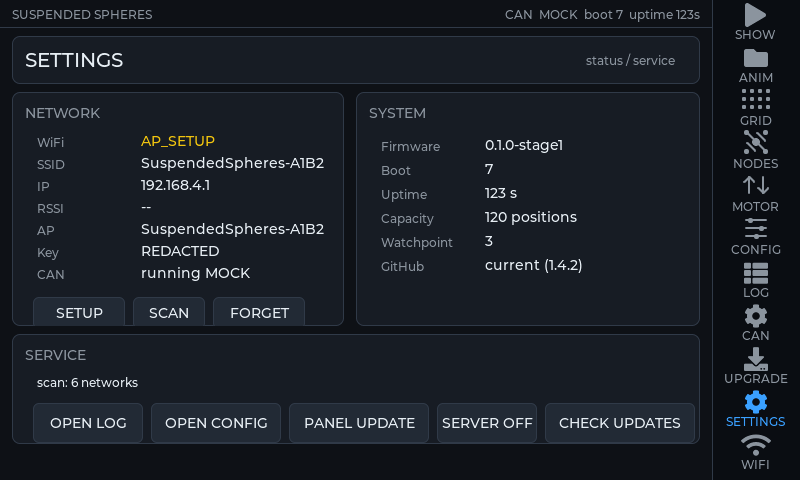 SUSPENDED SPHERES
CAN MOCK boot 7 uptime 123s
SETTINGS
status / service
NETWORK
WiFi AP_SETUP
SSID SuspendedSpheres-A1B2
IP 192.168.4.1
RSSI --
AP SuspendedSpheres-A1B2
Key REDACTED
CAN running MOCK
SETUP SCAN FORGET
SYSTEM
Firmware 0.1.0-stage1
Boot 7
Uptime 123 s
Capacity 120 positions
Watchpoint 3
GitHub current (1.4.2)
SERVICE
scan: 6 networks
OPEN LOG OPEN CONFIG PANEL UPDATE SERVER OFF CHECK UPDATES
SHOW
ANIM
GRID
NODES
MOTOR
CONFIG
LOG
CAN
UPGRADE
SETTINGS
WIFI